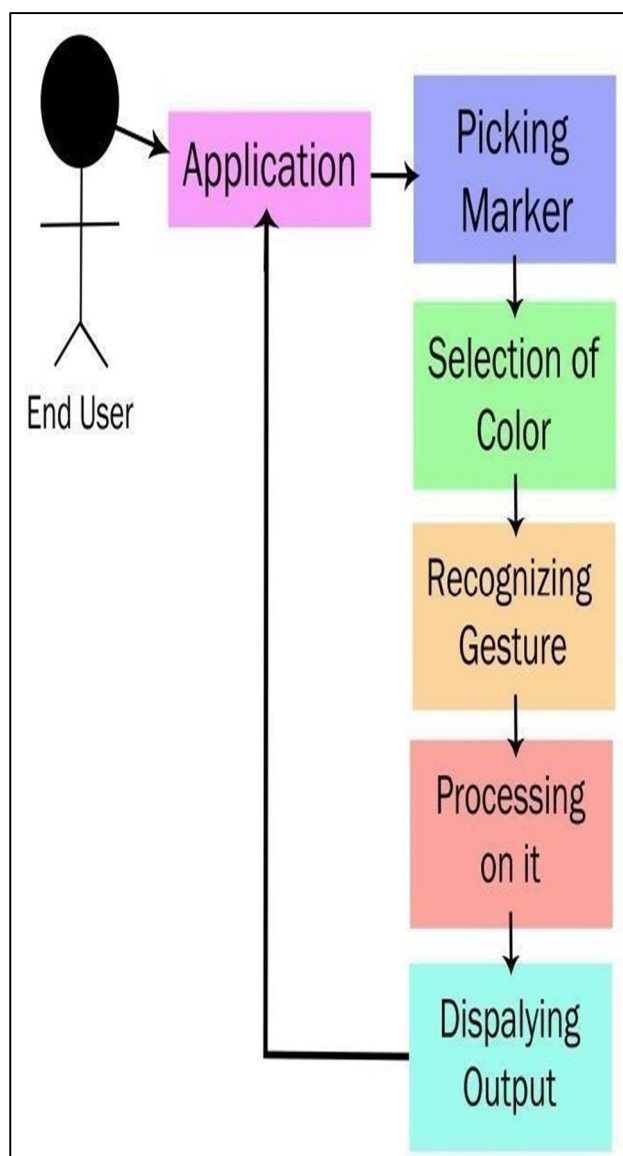 End User
Application
Picking
Marker
Selection of
Color
Recognizing
Gesture
Processing
on it
Dispalying
Output